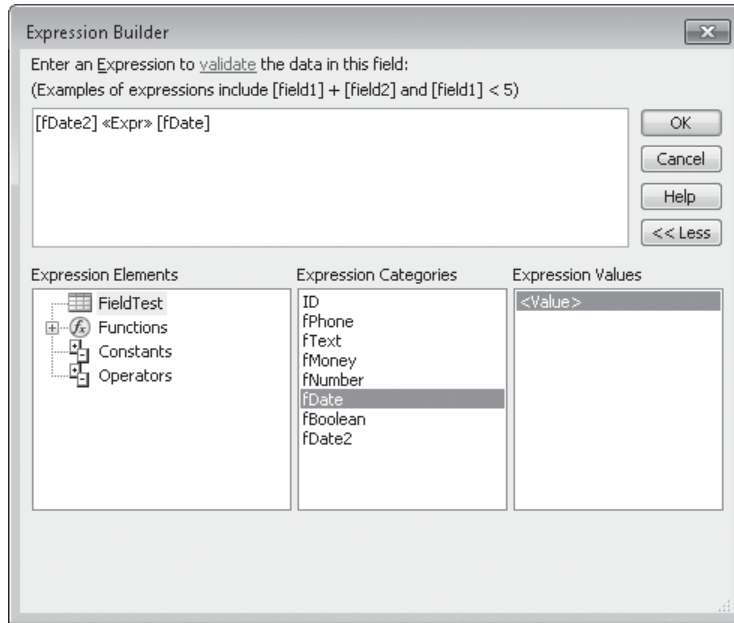 Expression Builder
Enter an Expression to validate the data in this field:
(Examples of expressions include [field1] + [field2] and [field1] < 5)
[fDate2] «Expr» [fDate]
OK
Cancel
Help
<< Less
Expression Elements
FieldTest
Functions
Constants
Operators
Expression Categories
ID
fPhone
fText
fMoney
fNumber
fDate
fBoolean
fDate2
Expression Values
<Value>